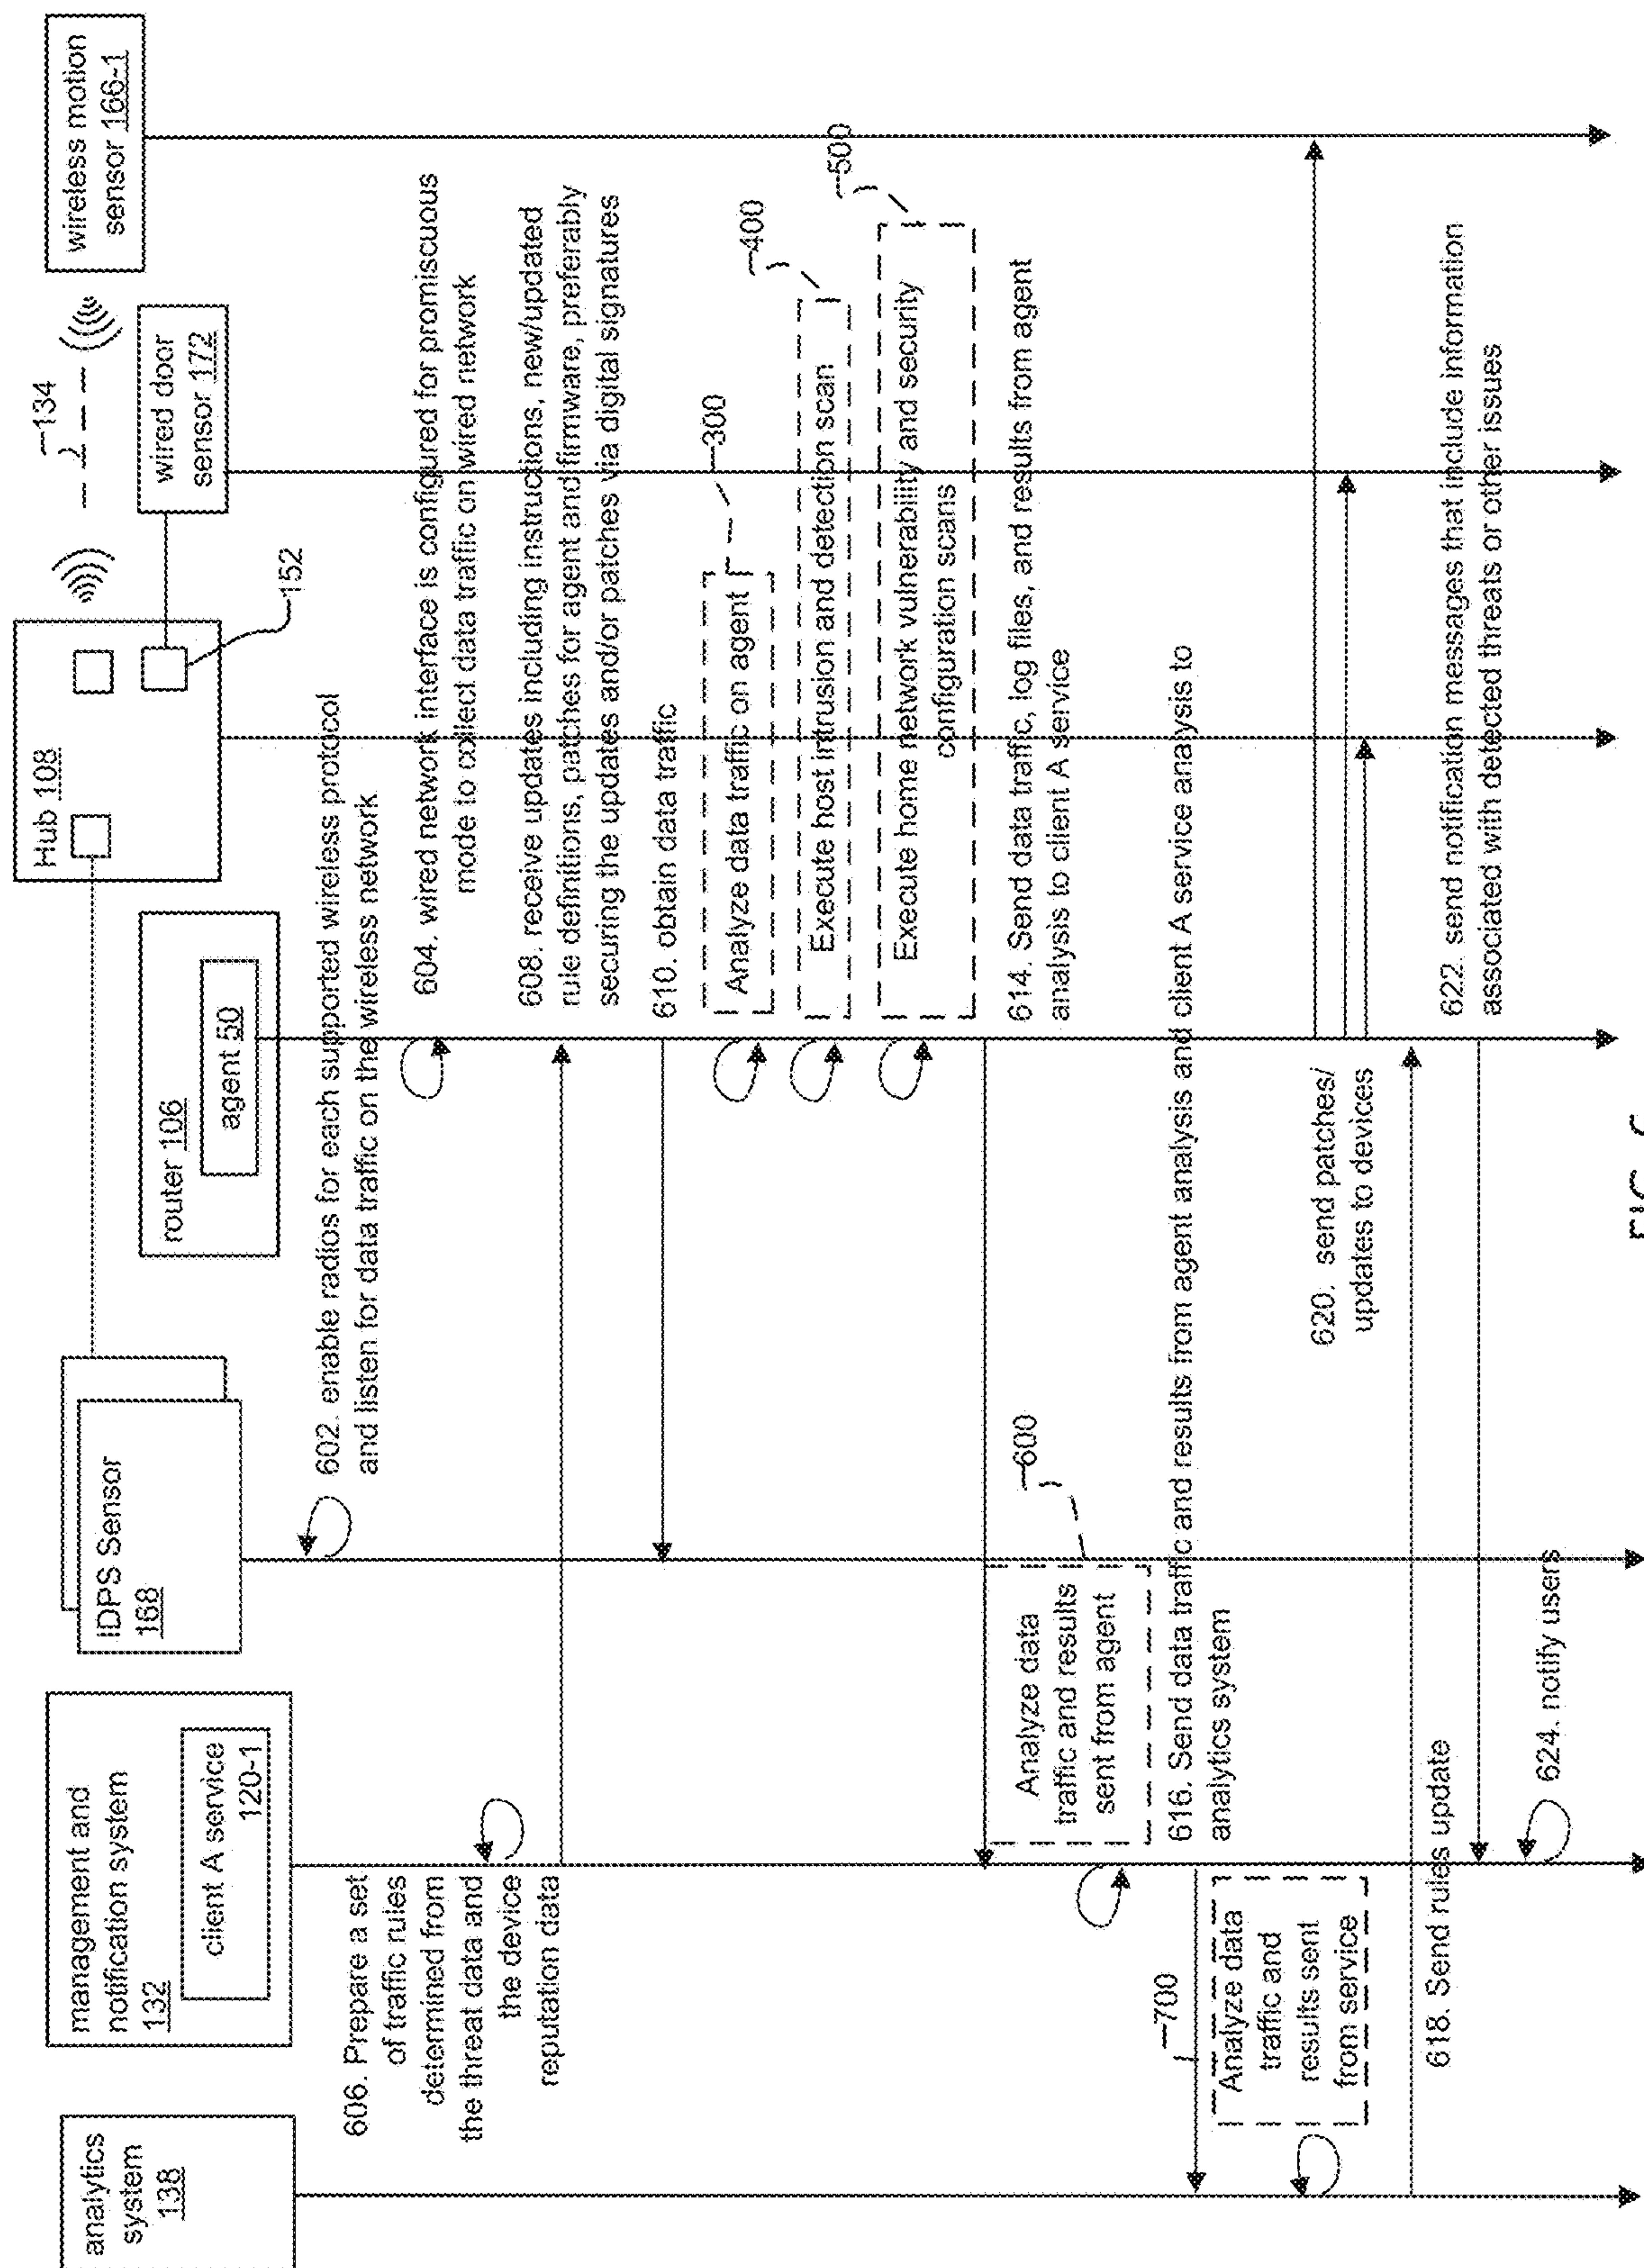 analytics
system
138
management and
notification system
132
client A service
120-1
IDPS Sensor
168
router 106
agent 50
Hub 108
152
134
wired door
sensor 172
wireless motion
sensor 166-1
602. enable radios for each supported wireless protocol
and listen for data traffic on the wireless network
604. wired network interface is configured for promiscuous
mode to collect data traffic on wired network
606. Prepare a set
of traffic rules
determined from
the threat data and
the device
reputation data
608. receive updates including instructions, new/updated
rule definitions, patches for agent and firmware, preferably
securing the updates and/or patches via digital signatures
610. obtain data traffic
300
Analyze data traffic on agent
400
Execute host intrusion and detection scan
500
Execute home network vulnerability and security
configuration scans
614. Send data traffic, log files, and results from agent
analysis to client A service
600
Analyze data
traffic and results
sent from agent
616. Send data traffic and results from agent analysis and client A service analysis to
analytics system
700
Analyze data
traffic and
results sent
from service
620. send patches/
updates to devices
618. Send rules update
622. send notification messages that include information
associated with detected threats or other issues
624. notify users